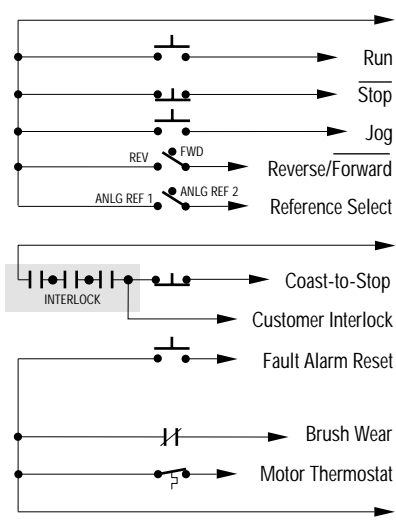 Run
Stop
Jog
REV FWD
Reverse/Forward
ANLG REF 1 ANLG REF 2
Reference Select
INTERLOCK
Coast-to-Stop
Customer Interlock
Fault Alarm Reset
Brush Wear
Motor Thermostat